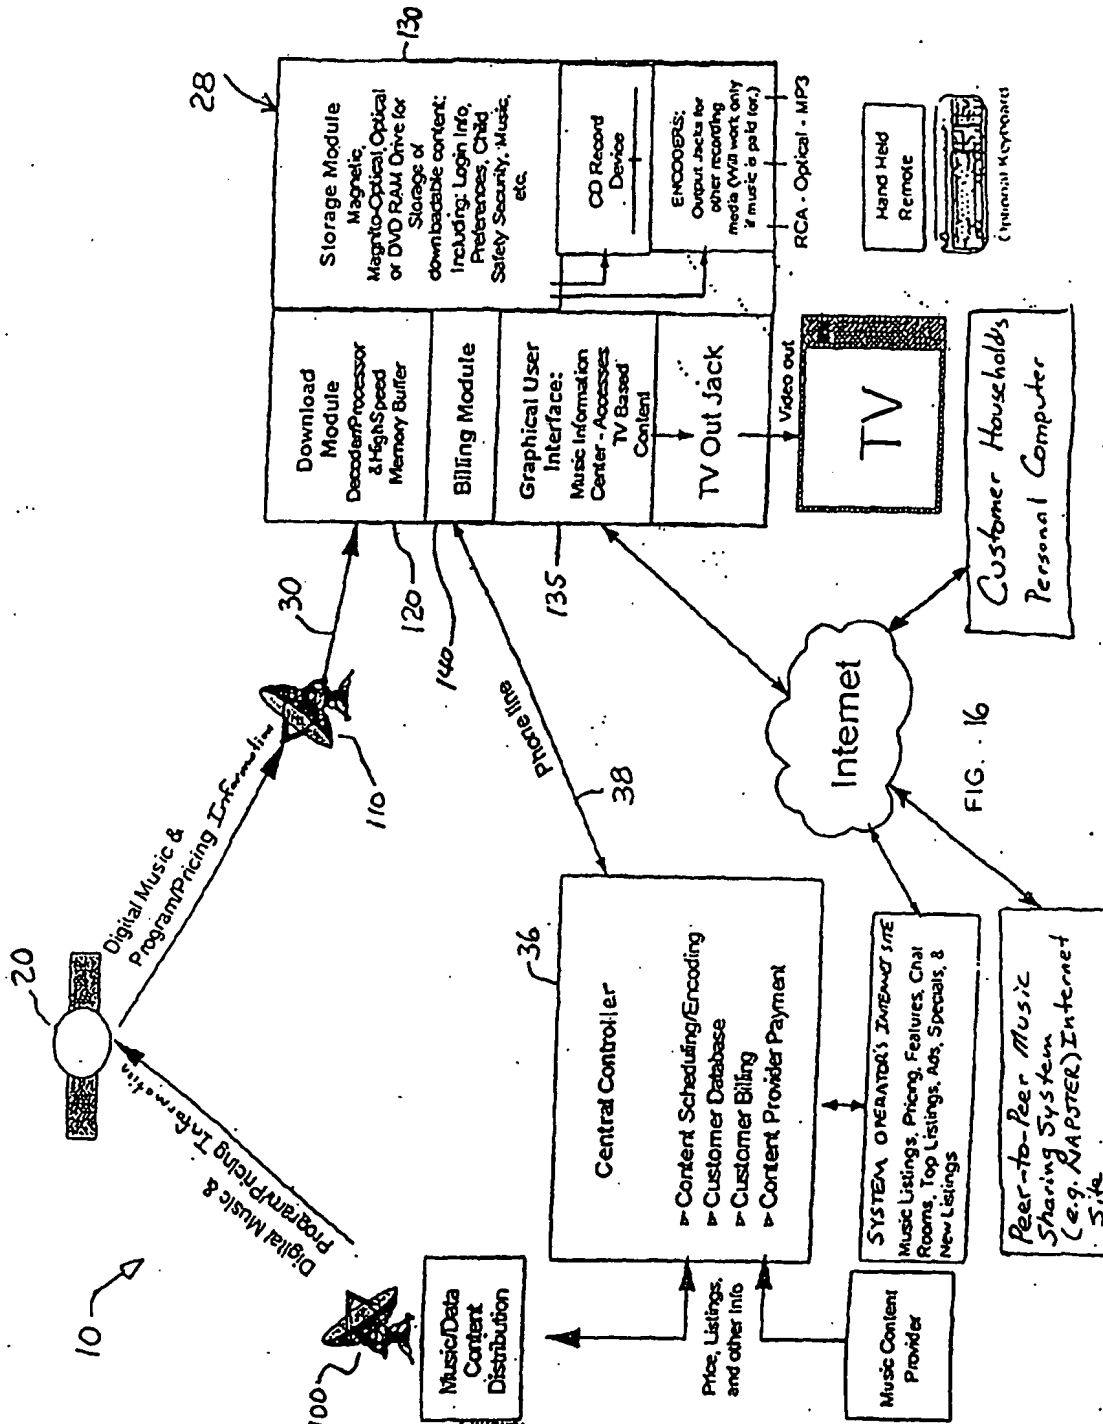 10
20
Digital Music &
Program/Pricing Information
Digital Music &
Program/Pricing Information
100
Music/Data
Content
Distribution
110
30
28
130
Download
Module
Decoder/Processor
& High Speed
Memory Buffer
120
Billing Module
140
Graphical User
Interface:
Music Information
Center - Accesses
TV Based
Content
135
TV Out Jack
Video out
TV
Storage Module
Magnetic,
Magnito-Optical, Optical
or DVD RAM Drive for
Storage of
downloadable content:
Including: Login Info,
Preferences, Child
Safety Security, Music,
etc.
CD Record
Device
ENCODERS:
Output Jacks for
other recording
media (Will work only
if music is paid for.)
RCA - Optical - MP3
Hand Held
Remote
Optional Keyboard
Phone line
38
36
Central Controller
▻ Content Scheduling/Encoding
▻ Customer Database
▻ Customer Billing
▻ Content Provider Payment
Price, Listings,
and other Info
Music Content
Provider
SYSTEM OPERATOR'S INTERNET SITE
Music Listings, Pricing, Features, Chat
Rooms, Top Listings, Ads, Specials, &
New Listings
Peer-to-Peer Music
Sharing System
(e.g. NAPSTER) Internet
Site
Internet
Customer Household's
Personal Computer
FIG. 16